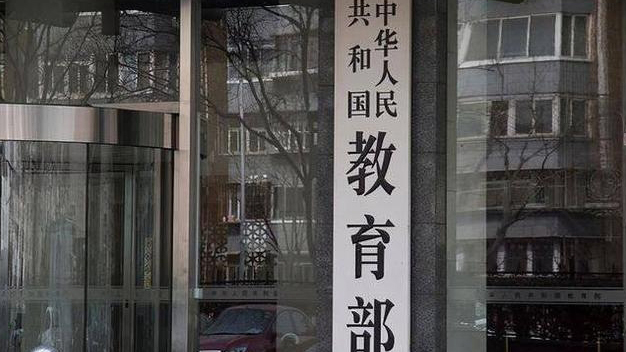 中华人民
共和国
教育部